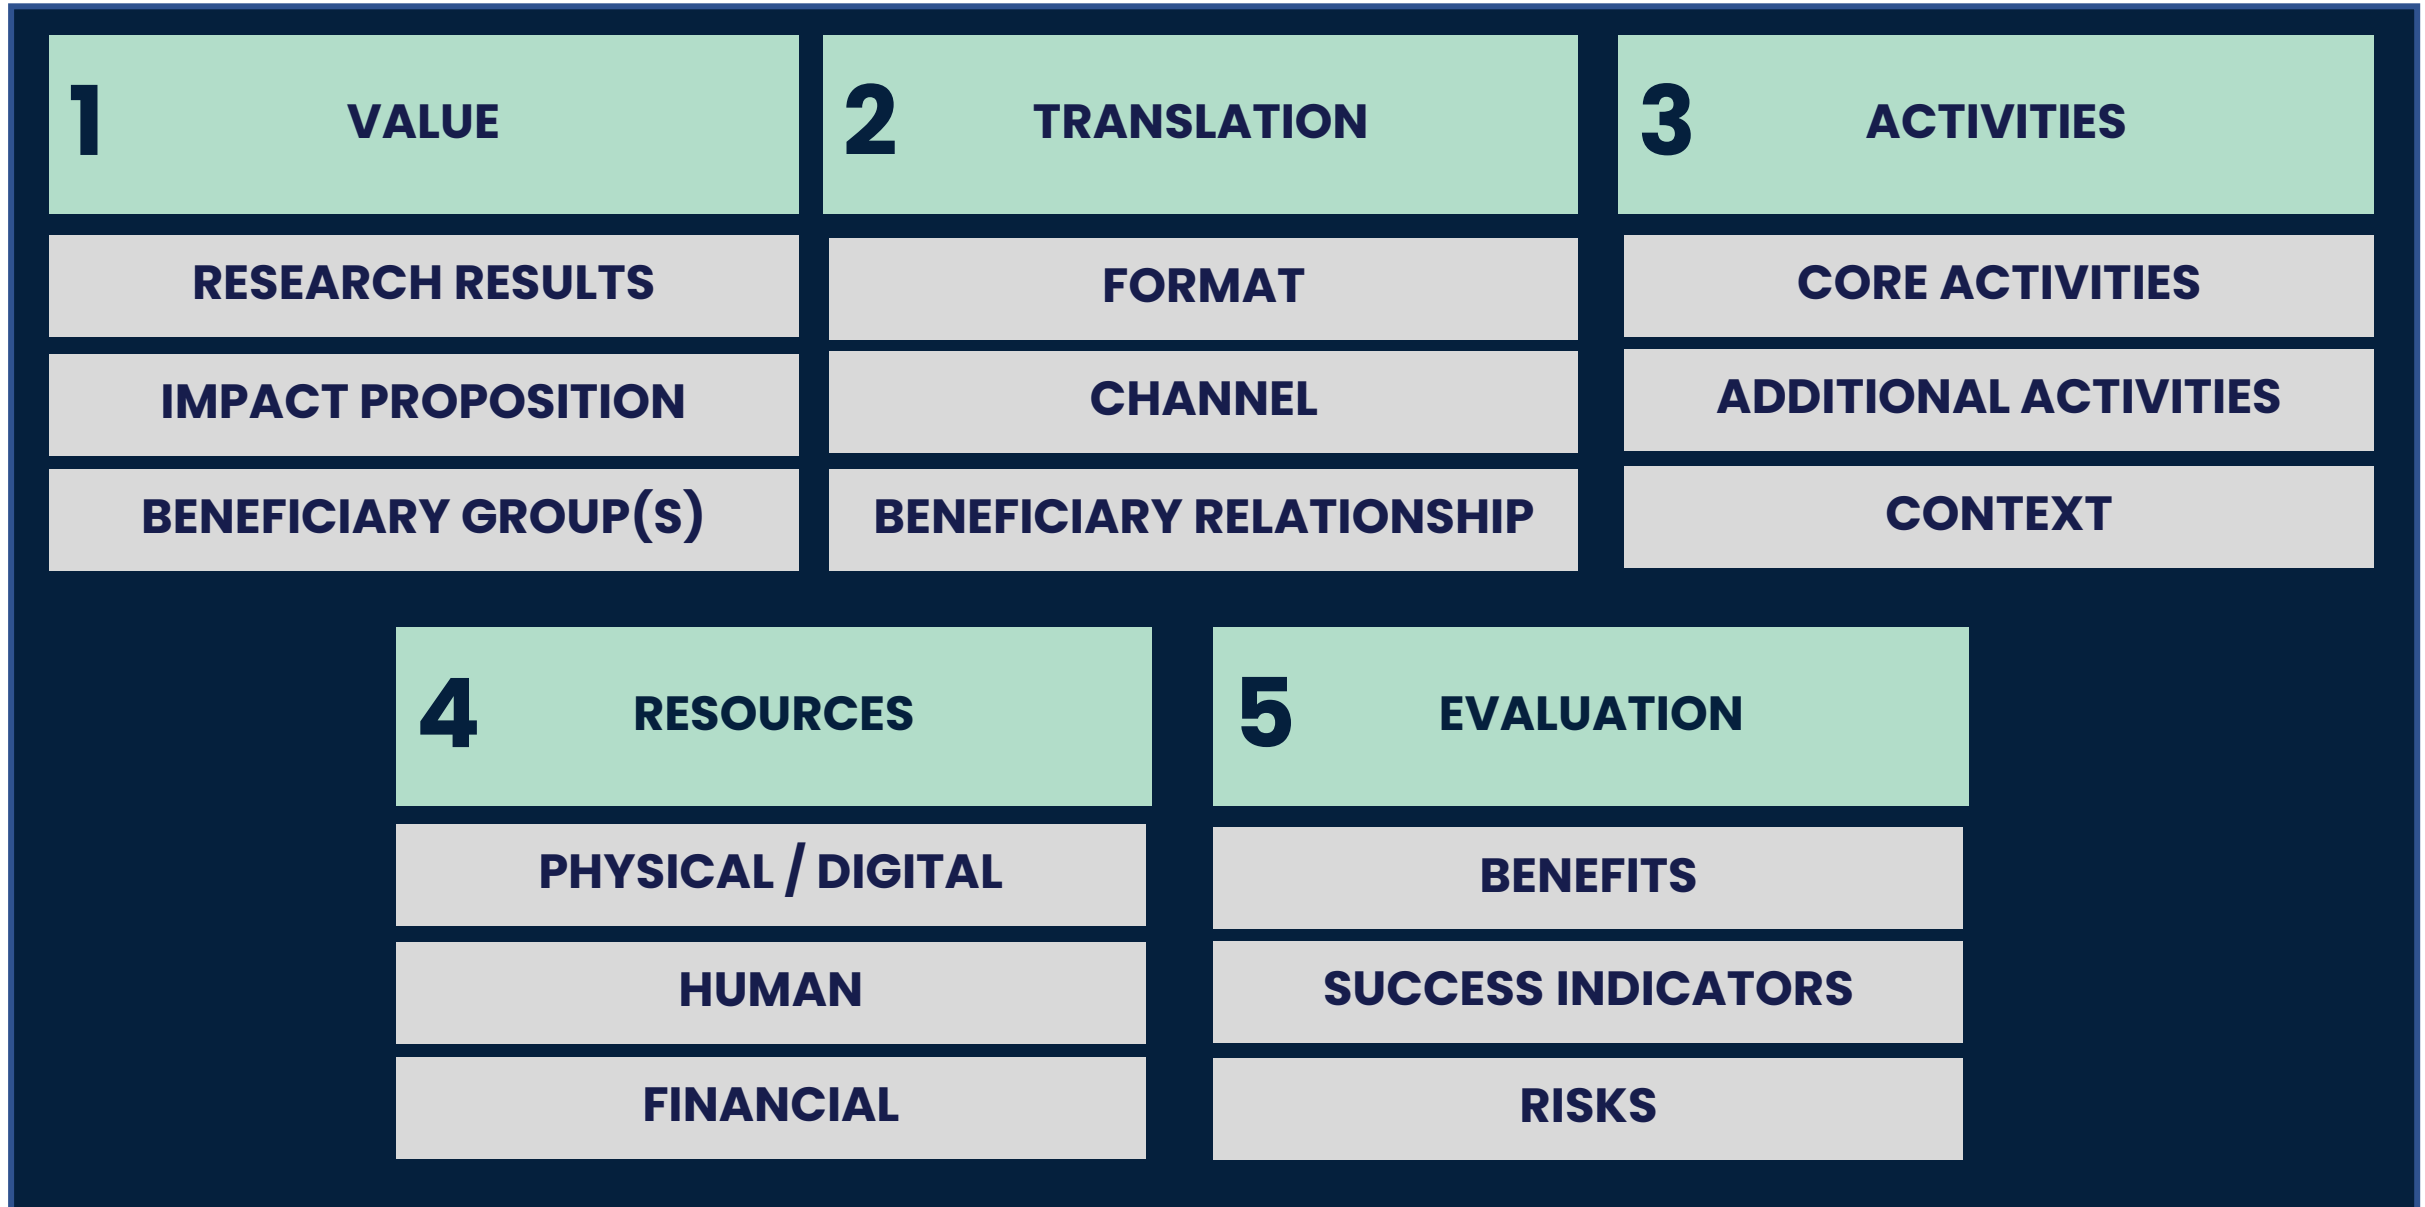 1 VALUE
RESEARCH RESULTS
IMPACT PROPOSITION
BENEFICIARY GROUP(S)
2 TRANSLATION
FORMAT
CHANNEL
BENEFICIARY RELATIONSHIP
3 ACTIVITIES
CORE ACTIVITIES
ADDITIONAL ACTIVITIES
CONTEXT
4 RESOURCES
PHYSICAL / DIGITAL
HUMAN
FINANCIAL
5 EVALUATION
BENEFITS
SUCCESS INDICATORS
RISKS